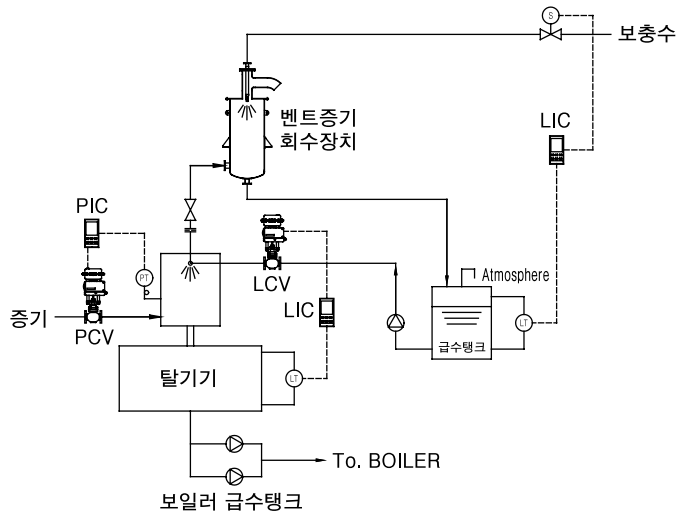 S
보충수
벤트증기
회수장치
LIC
PIC
PT
LCV
Atmosphere
증기
PCV
LIC
LT
급수탱크
탈기기
LT
To. BOILER
보일러 급수탱크